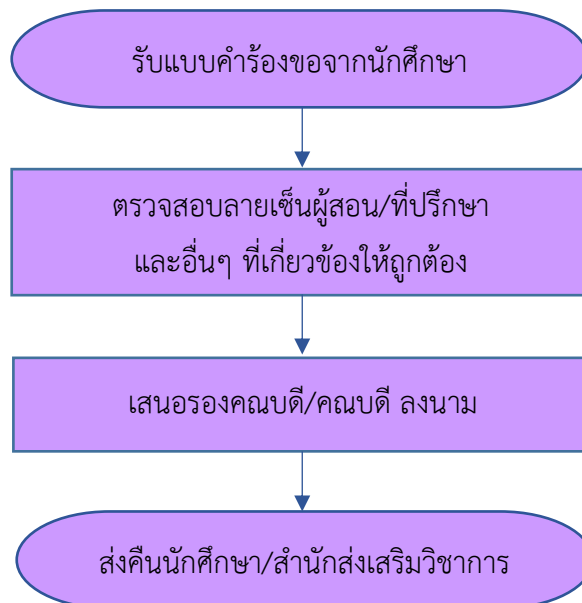 รับแบบคำร้องขอจากนักศึกษา
ตรวจสอบลายเซ็นผู้สอน/ที่ปรึกษา
และอื่นๆ ที่เกี่ยวข้องให้ถูกต้อง
เสนอรองคณบดี/คณบดี ลงนาม
ส่งคืนนักศึกษา/สำนักส่งเสริมวิชาการ